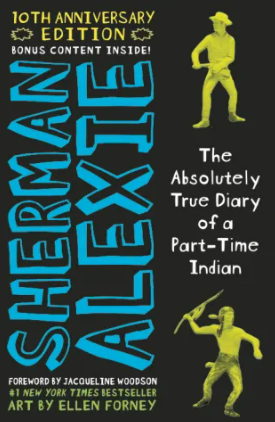 10TH ANNIVERSARY
EDITION
BONUS CONTENT INSIDE!
SHERMAN
ALEXIE
The
Absolutely
True Diary
of a
Part-Time
Indian
FOREWORD BY JACQUELINE WOODSON
#1 NEW YORK TIMES BESTSELLER
ART BY ELLEN FORNEY